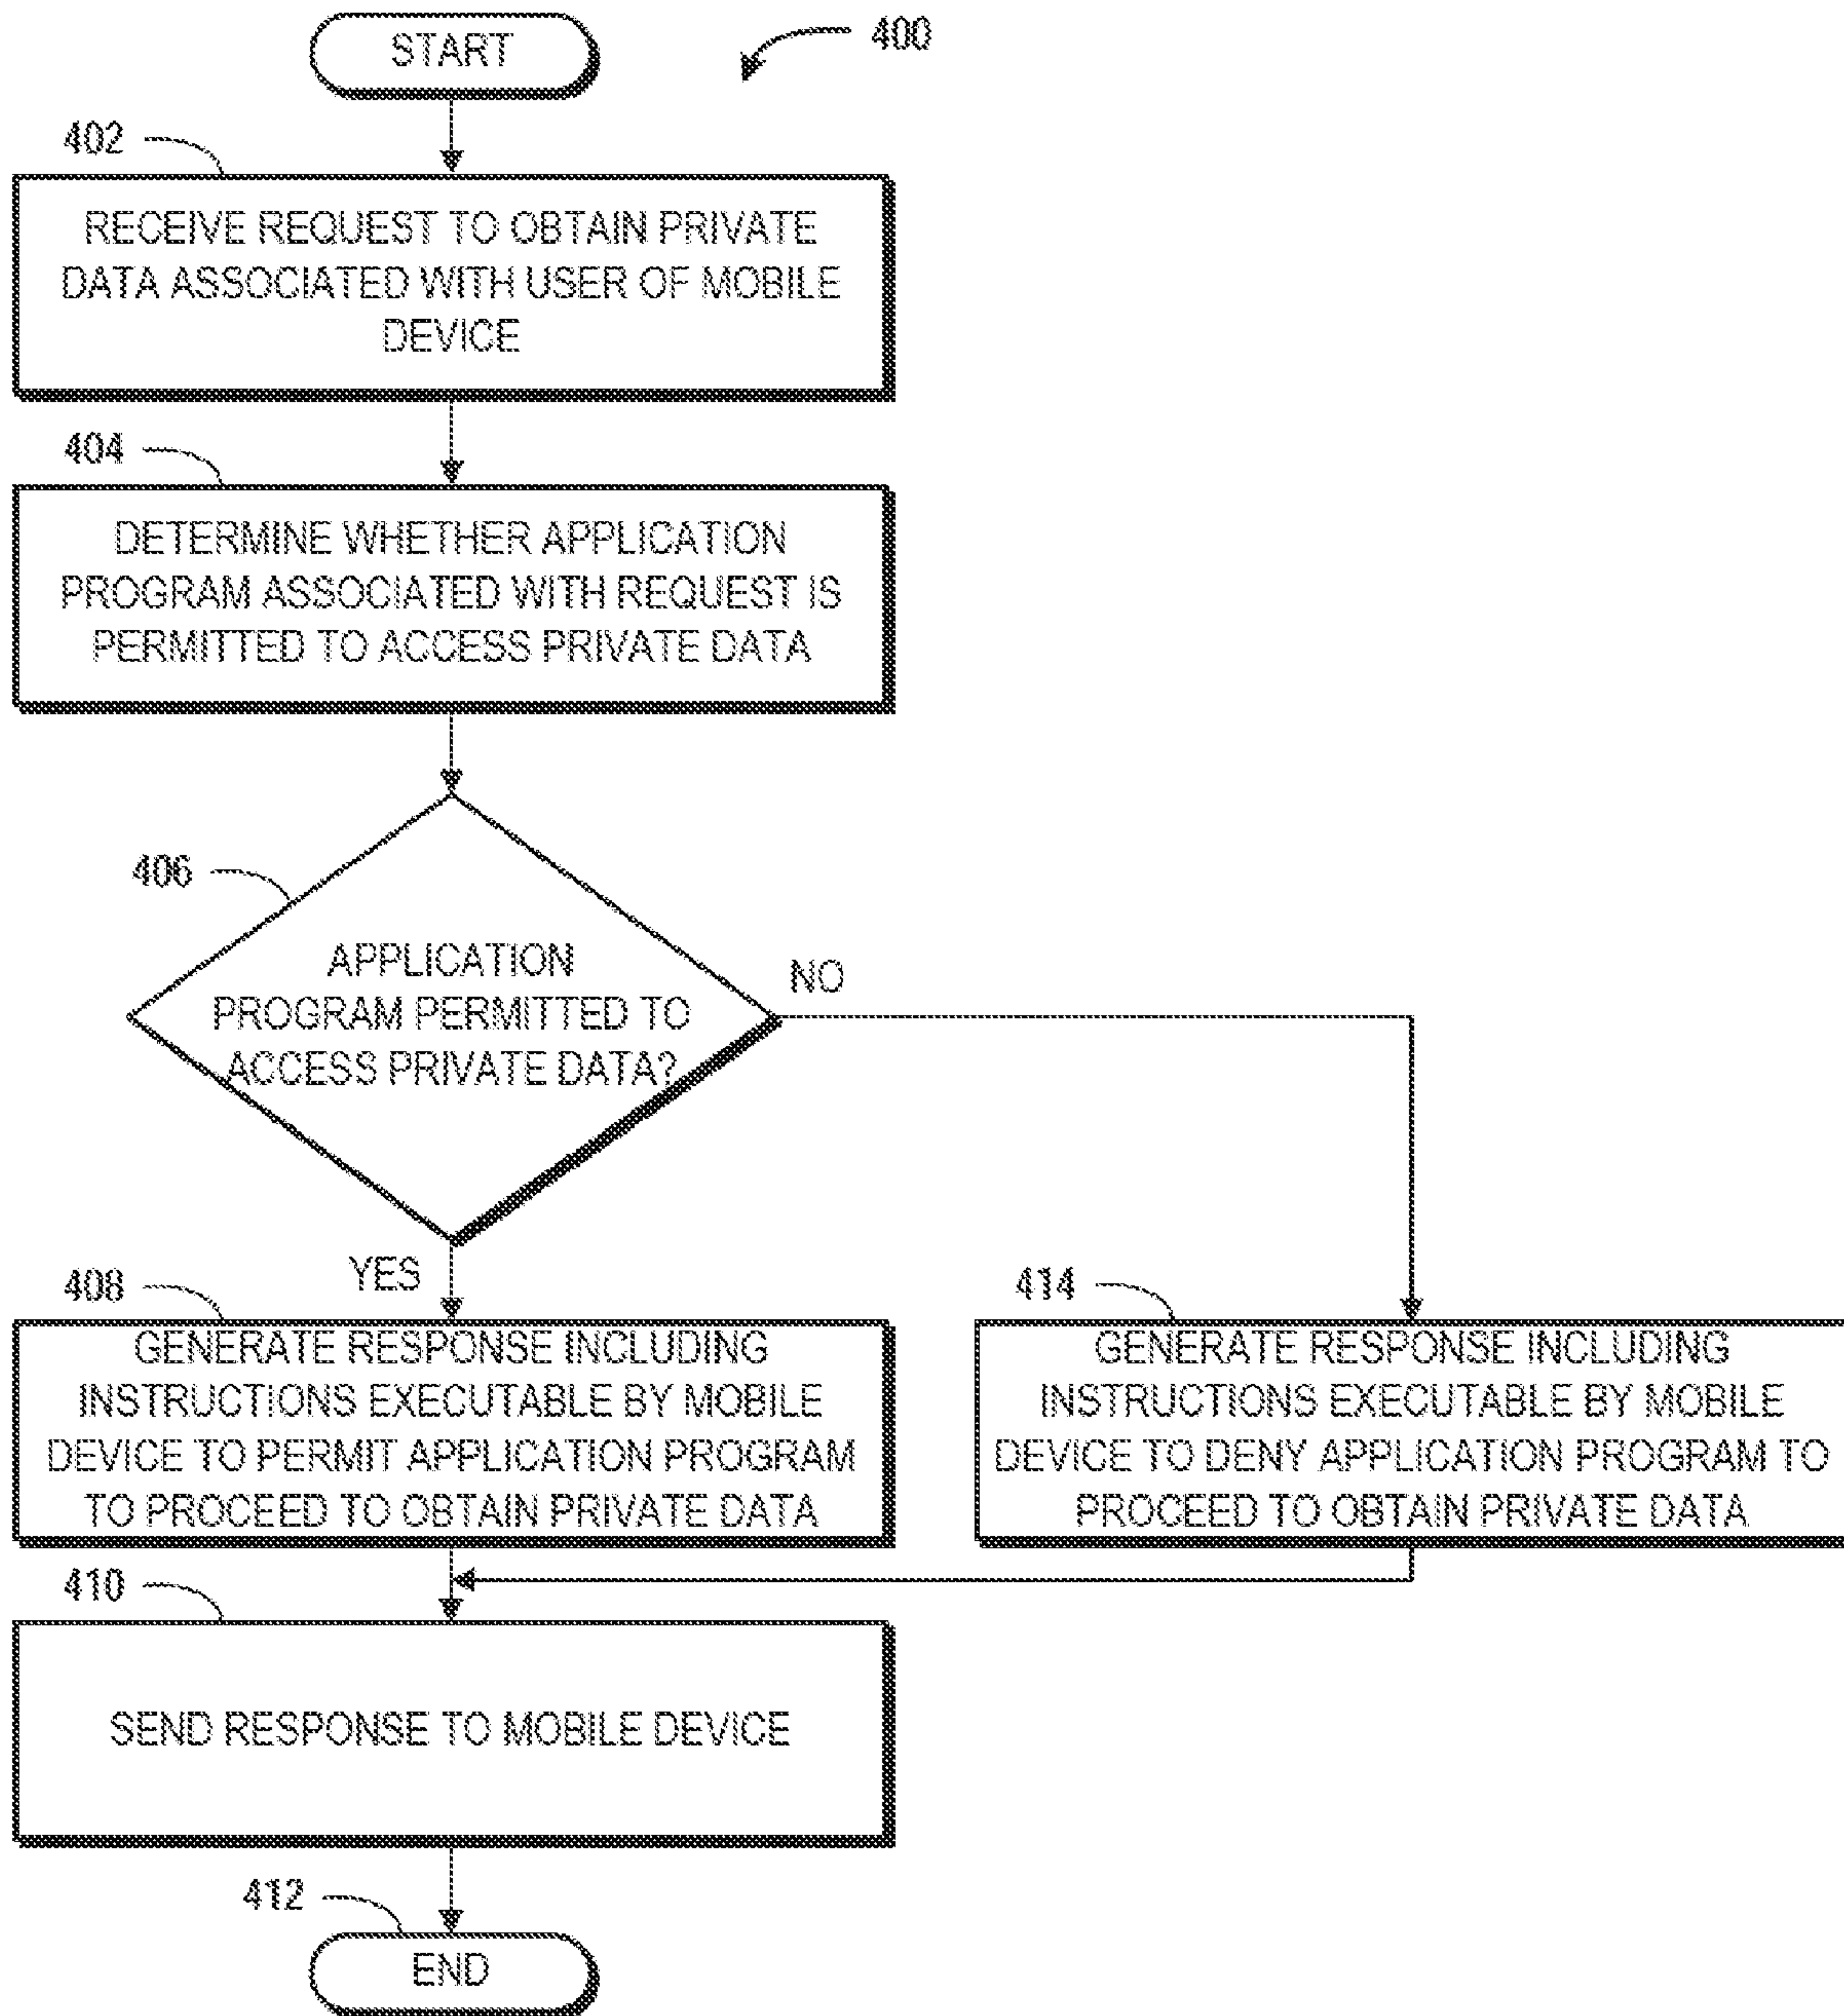 START
400
402
RECEIVE REQUEST TO OBTAIN PRIVATE
DATA ASSOCIATED WITH USER OF MOBILE
DEVICE
404
DETERMINE WHETHER APPLICATION
PROGRAM ASSOCIATED WITH REQUEST IS
PERMITTED TO ACCESS PRIVATE DATA
406
APPLICATION
PROGRAM PERMITTED TO
ACCESS PRIVATE DATA?
NO
YES
408
GENERATE RESPONSE INCLUDING
INSTRUCTIONS EXECUTABLE BY MOBILE
DEVICE TO PERMIT APPLICATION PROGRAM
TO PROCEED TO OBTAIN PRIVATE DATA
414
GENERATE RESPONSE INCLUDING
INSTRUCTIONS EXECUTABLE BY MOBILE
DEVICE TO DENY APPLICATION PROGRAM TO
PROCEED TO OBTAIN PRIVATE DATA
410
SEND RESPONSE TO MOBILE DEVICE
412
END